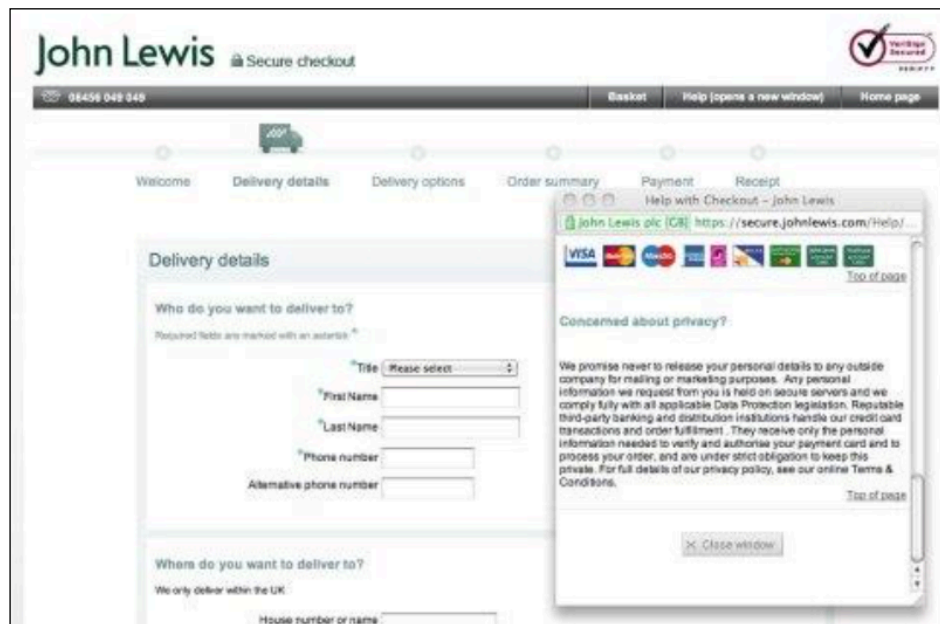 John Lewis Secure checkout
VeriSign Secured
VERIFY
08456 049 049 Basket Help (opens a new window) Home page
Welcome Delivery details Delivery options Order summary Payment Receipt
Delivery details
Who do you want to deliver to?
Required fields are marked with an asterisk *
*Title Please select
*First Name
*Last Name
*Phone number
Alternative phone number
Where do you want to deliver to?
We only deliver within the UK
House number or name
Help with Checkout – John Lewis
John Lewis plc [GB] https://secure.johnlewis.com/Help/...
VISA MasterCard Maestro
Top of page
Concerned about privacy?
We promise never to release your personal details to any outside
company for mailing or marketing purposes. Any personal
information we request from you is held on secure servers and we
comply fully with all applicable Data Protection legislation. Reputable
third-party banking and distribution institutions handle our credit card
transactions and order fulfillment . They receive only the personal
information needed to verify and authorise your payment card and to
process your order, and are under strict obligation to keep this
private. For full details of our privacy policy, see our online Terms &
Conditions.
Top of page
× Close window